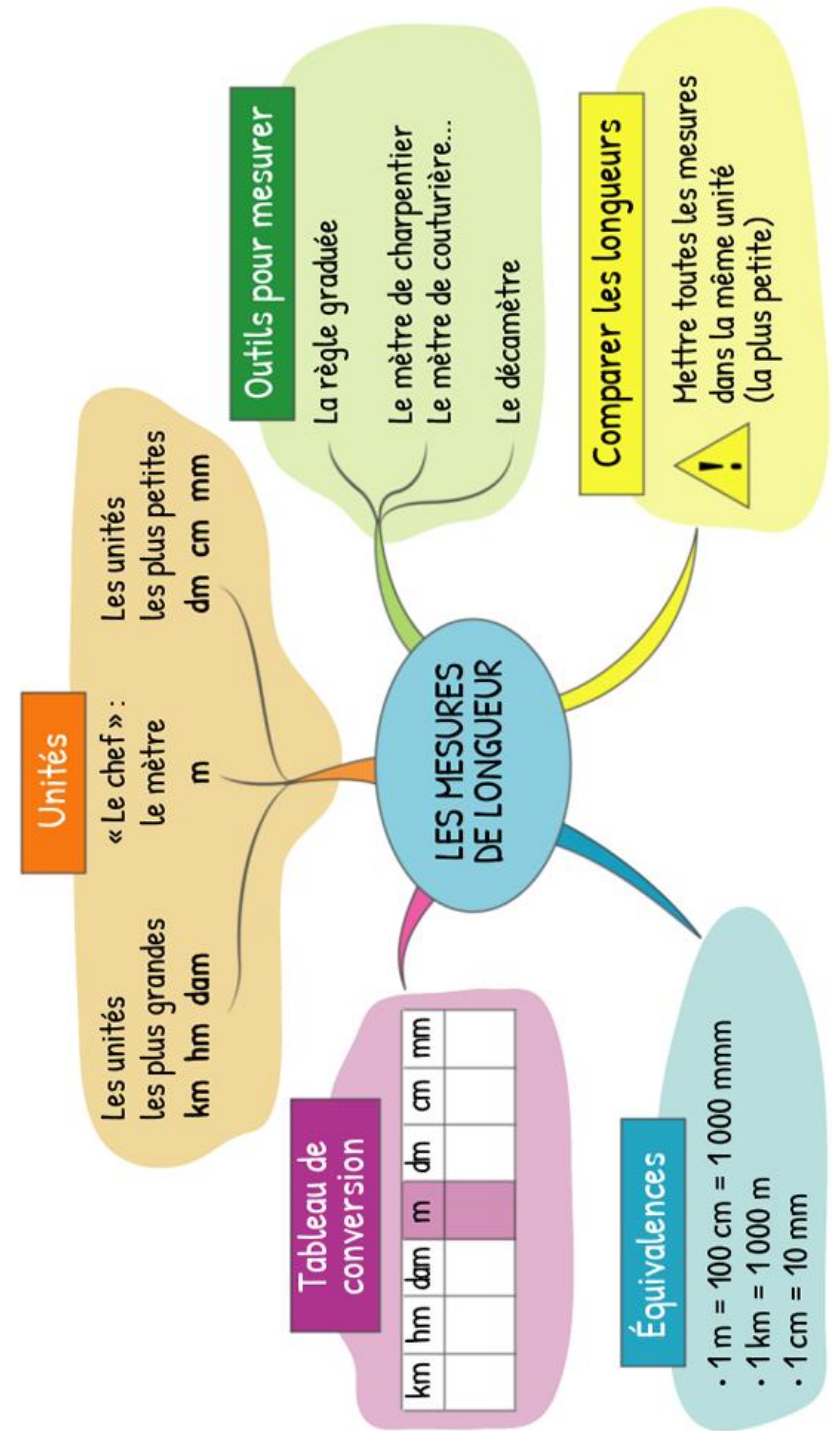 Unités
Les unités
les plus grandes
km hm dam
« Le chef » :
le mètre
m
Les unités
les plus petites
dm cm mm
Outils pour mesurer
La règle graduée
Le mètre de charpentier
Le mètre de couturière...
Le décamètre
LES MESURES
DE LONGUEUR
Tableau de
conversion
km hm dam m dm cm mm
Équivalences
• 1 m = 100 cm = 1 000 mmm
• 1 km = 1 000 m
• 1 cm = 10 mm
Comparer les longueurs
!
Mettre toutes les mesures
dans la même unité
(la plus petite)